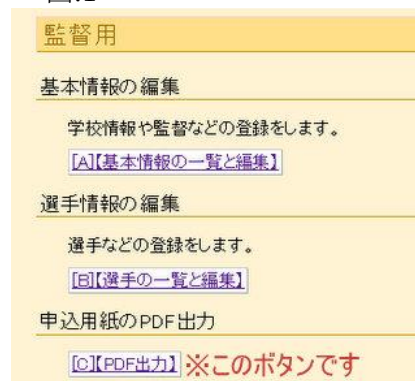 監督用
基本情報の編集
学校情報や監督などの登録をします。
[A]【基本情報の一覧と編集】
選手情報の編集
選手などの登録をします。
[B]【選手の一覧と編集】
申込用紙のPDF出力
[C]【PDF出力】 ※このボタンです